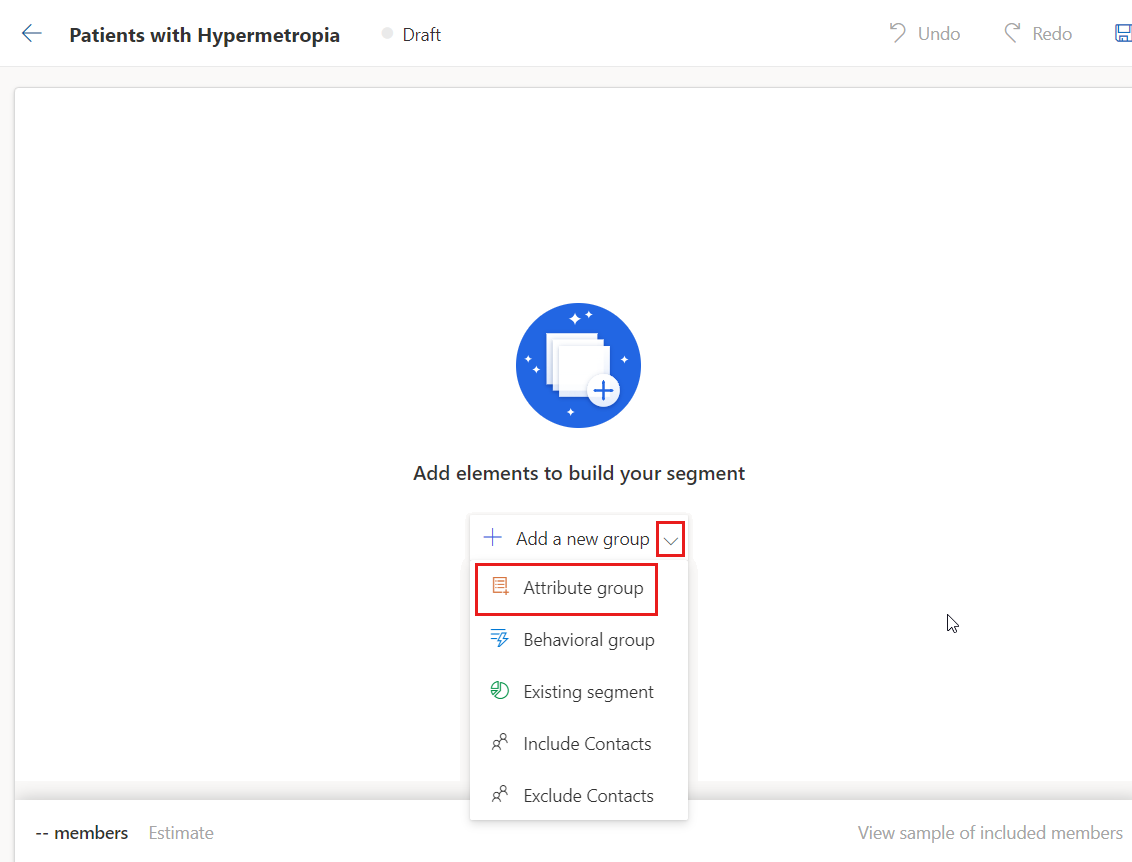 Patients with Hypermetropia
Draft
Undo
Redo
Add elements to build your segment
Add a new group
Attribute group
Behavioral group
Existing segment
Include Contacts
Exclude Contacts
-- members
Estimate
View sample of included members